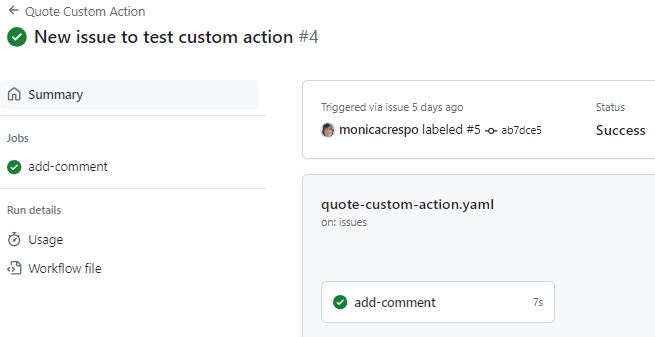 Quote Custom Action
New issue to test custom action #4
Summary
Jobs
add-comment
Run details
Usage
Workflow file
Triggered via issue 5 days ago
monicacrespo labeled #5 ab7dce5
Status
Success
quote-custom-action.yaml
on: issues
add-comment 7s